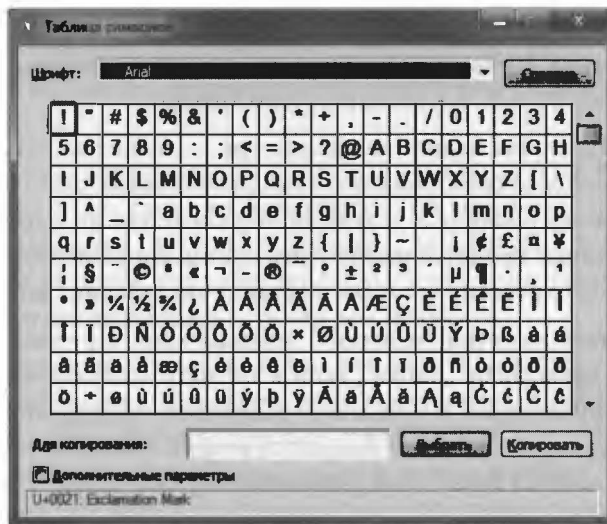 Таблица символов
Шрифт: Arial Справка
! " # $ % & ' ( ) * + , - . / 0 1 2 3 4
5 6 7 8 9 : ; < = > ? @ A B C D E F G H
I J K L M N O P Q R S T U V W X Y Z [ \
] ^ _ ` a b c d e f g h i j k l m n o p
q r s t u v w x y z { | } ~ ¡ ¢ £ ¤ ¥
¦ § ¨ © ª « ¬ - ® ¯ ° ± ² ³ ´ µ ¶ · ¸ ¹
º » ¼ ½ ¾ ¿ À Á Â Ã Ä Å Æ Ç È É Ê Ë Ì Í
Î Ï Ð Ñ Ò Ó Ô Õ Ö × Ø Ù Ú Û Ü Ý Þ ß à á
â ã ä å æ ç è é ê ë ì í î ï ð ñ ò ó ô õ
ö ÷ ø ù ú û ü ý þ ÿ Ā ā Ă ă Ą ą Ć ć Ĉ ĉ
Для копирования: Выбрать Копировать
Дополнительные параметры
U+0021: Exclamation Mark